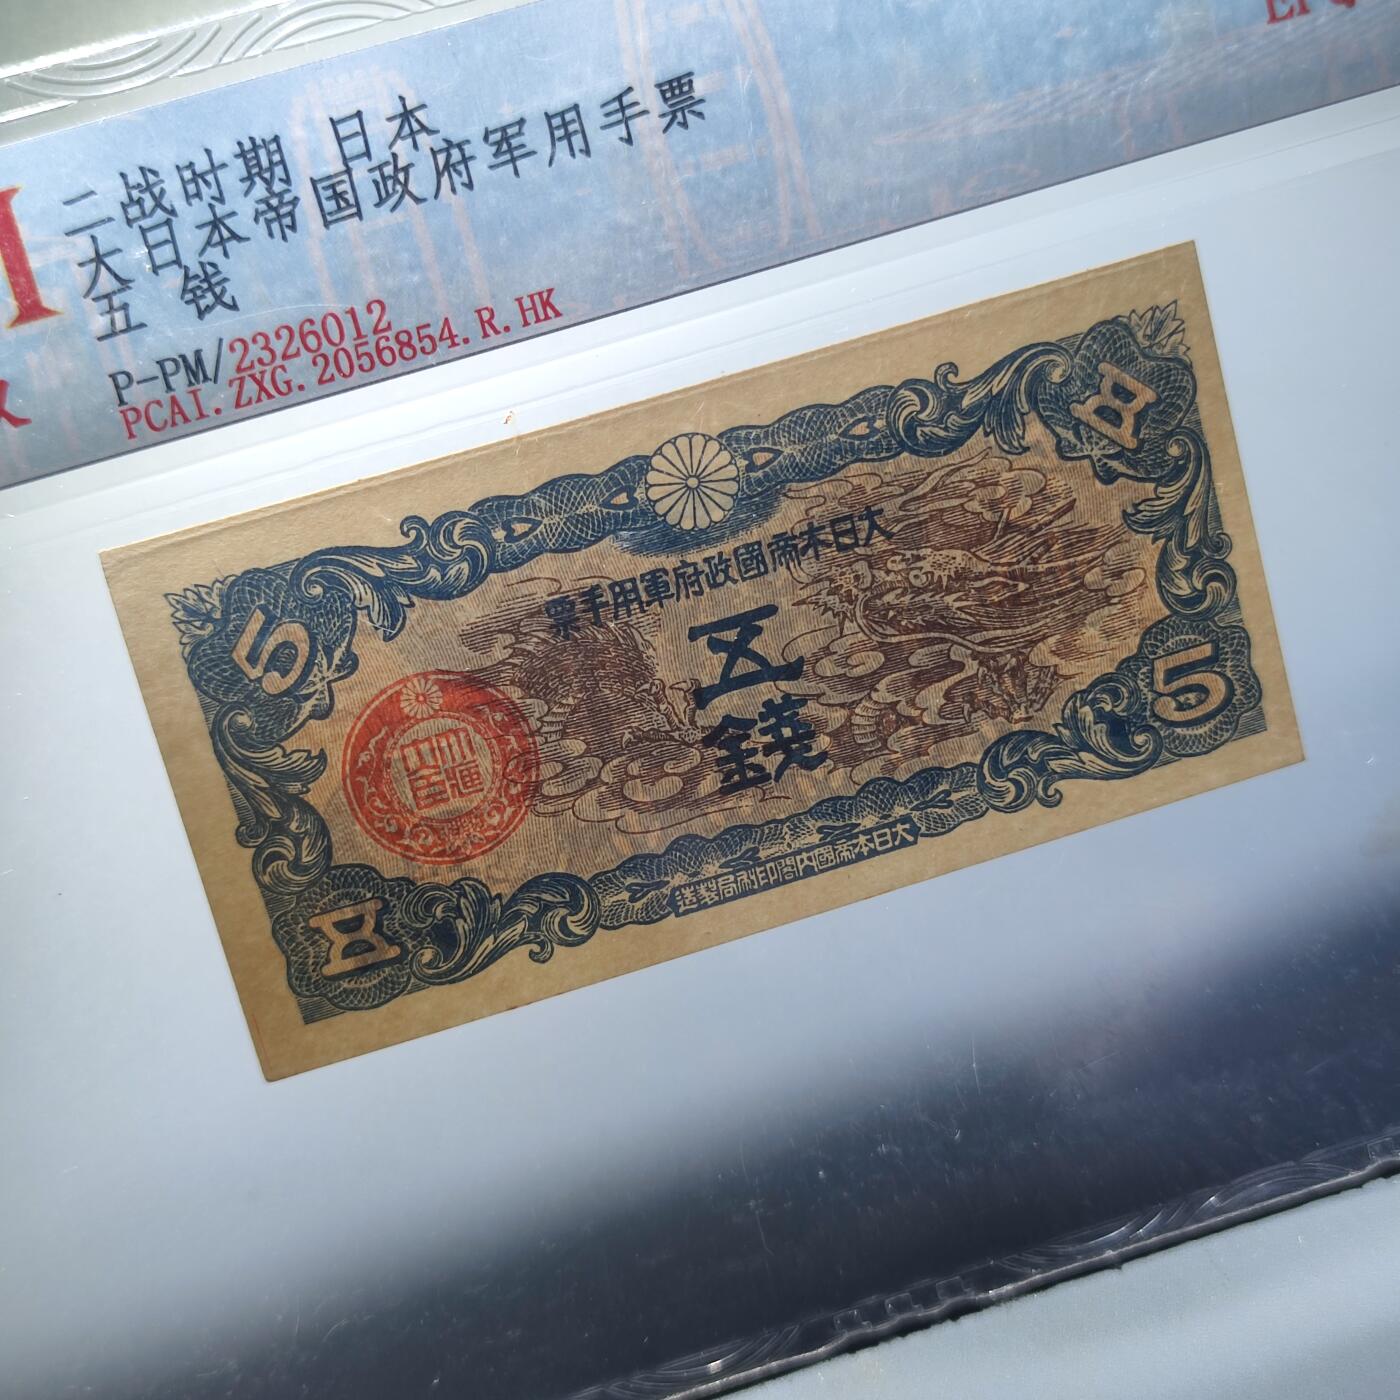 二战时期 日本
大日本帝国政府军用手票
五 钱
P-PM/2326012
PCAI.ZXG.2056854.R.HK
大日本帝國政府軍用手票
五
錢
5
五
5
五
大日本帝國內閣印刷局製造